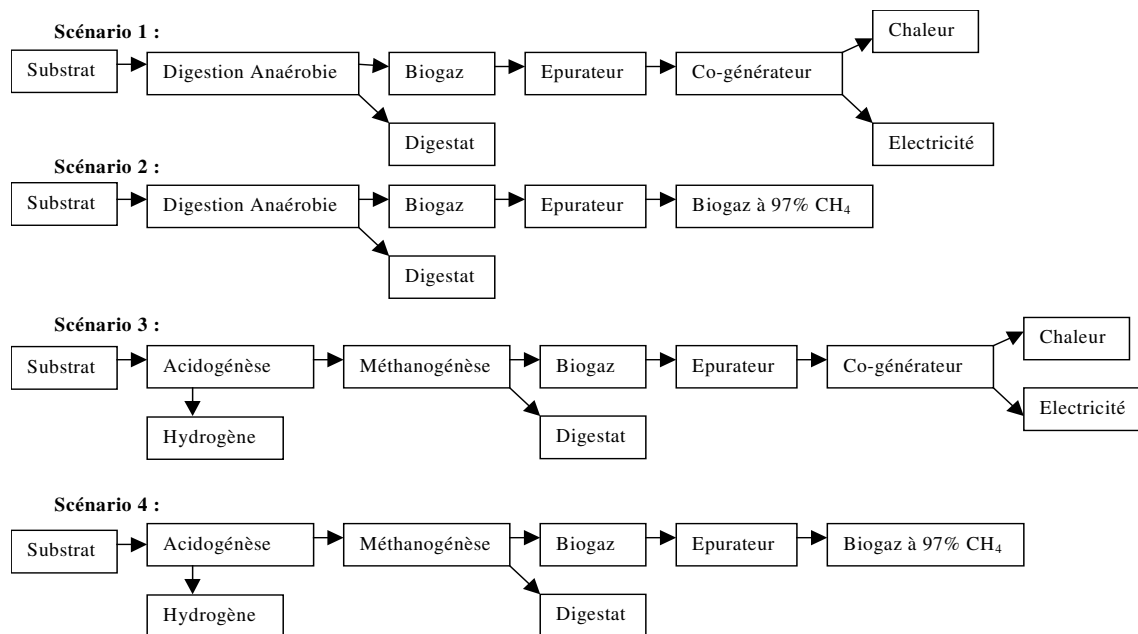 Scénario 1 :
Chaleur
Substrat
Digestion Anaérobie
Biogaz
Epurateur
Co-générateur
Digestat
Electricité
Scénario 2 :
Substrat
Digestion Anaérobie
Biogaz
Epurateur
Biogaz à 97% CH₄
Digestat
Scénario 3 :
Chaleur
Substrat
Acidogénèse
Méthanogénèse
Biogaz
Epurateur
Co-générateur
Hydrogène
Digestat
Electricité
Scénario 4 :
Substrat
Acidogénèse
Méthanogénèse
Biogaz
Epurateur
Biogaz à 97% CH₄
Hydrogène
Digestat